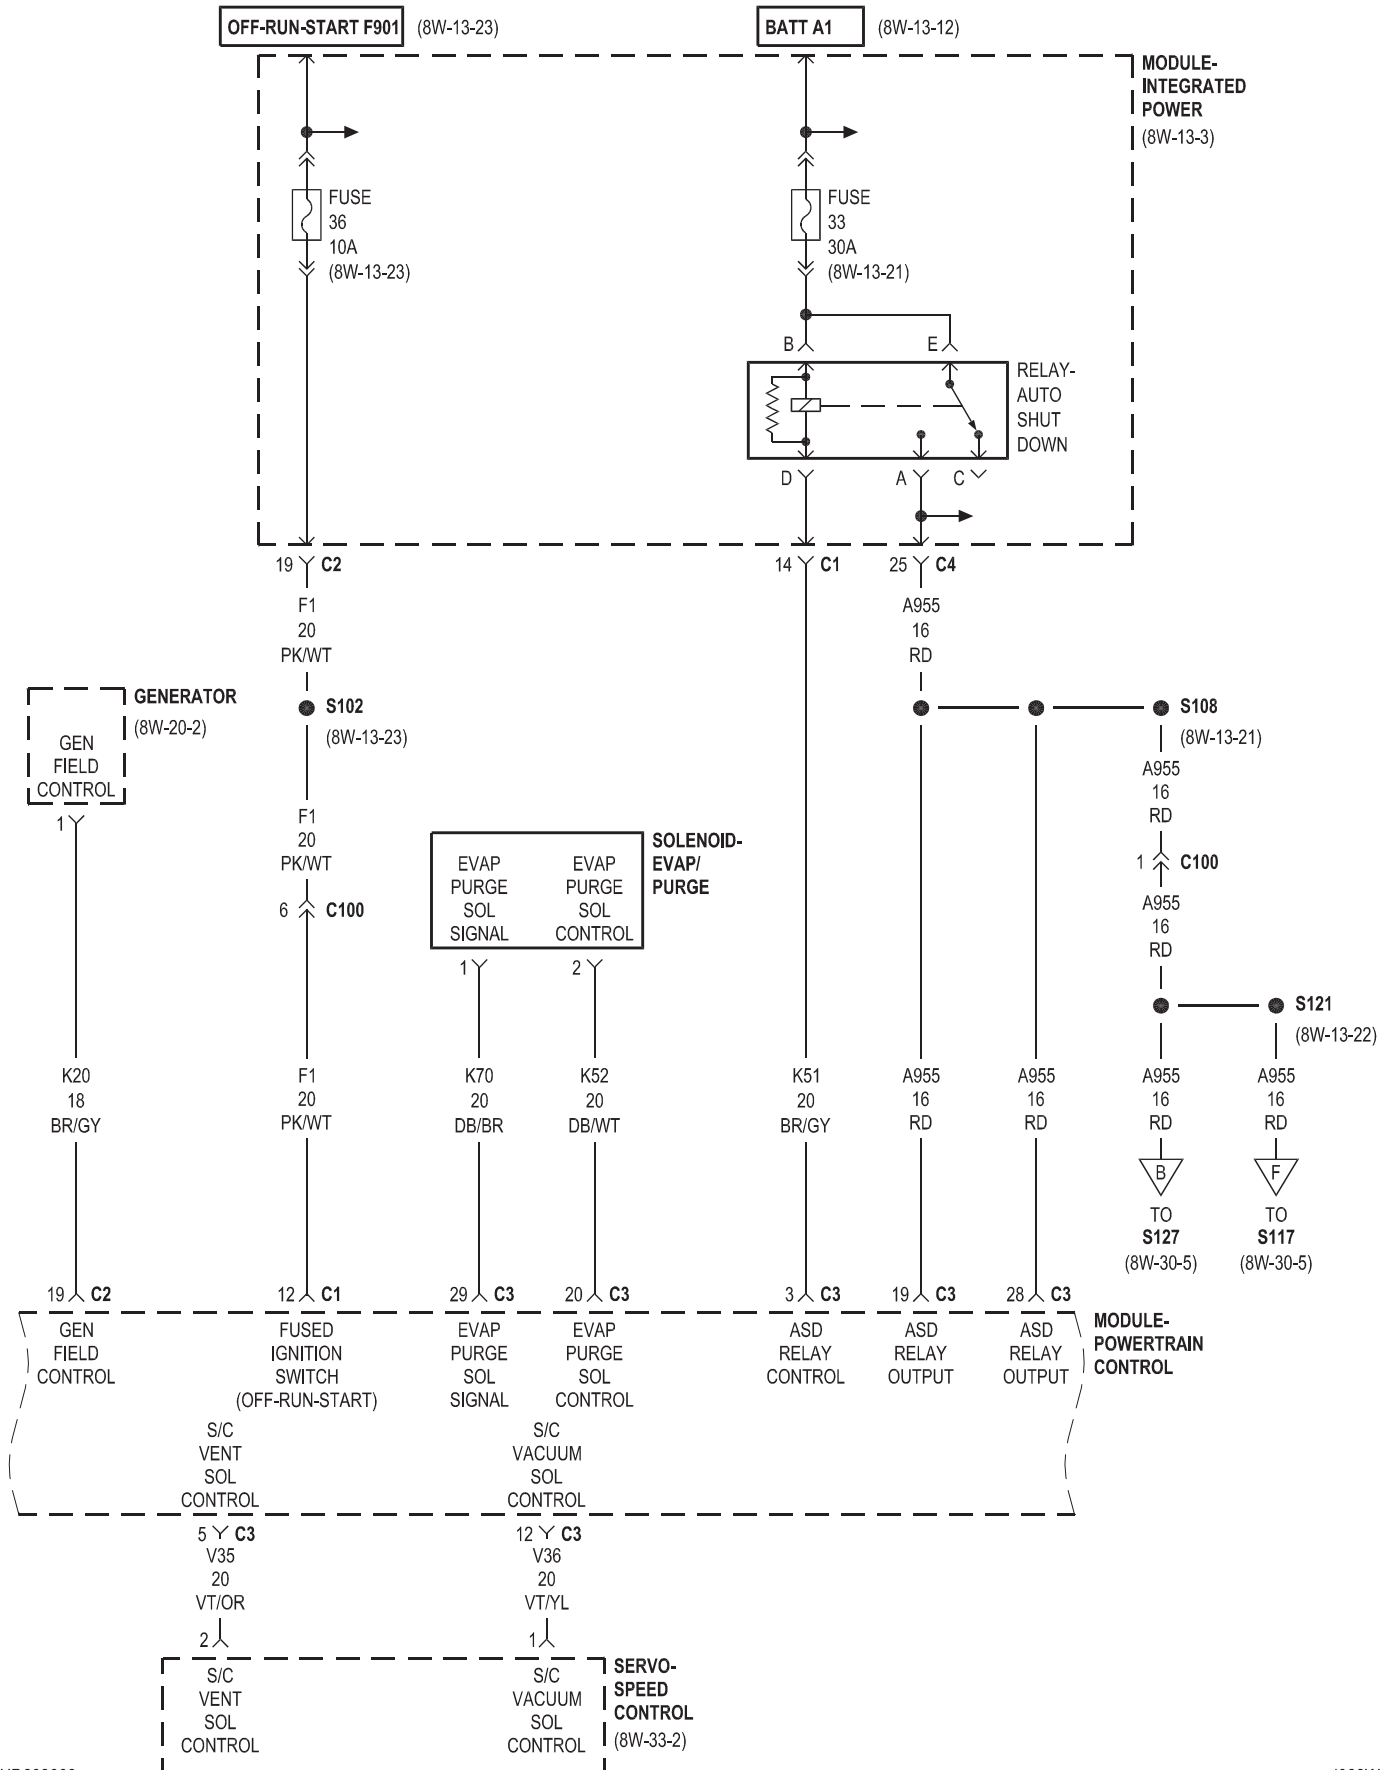 OFF-RUN-START F901 (8W-13-23)
BATT A1 (8W-13-12)
MODULE-
INTEGRATED
POWER
(8W-13-3)
FUSE
36
10A
(8W-13-23)
FUSE
33
30A
(8W-13-21)
B E
RELAY-
AUTO
SHUT
DOWN
D A C
19 C2
14 C1
25 C4
F1
20
PK/WT
A955
16
RD
GENERATOR
(8W-20-2)
GEN
FIELD
CONTROL
1
S102
(8W-13-23)
S108
(8W-13-21)
A955
16
RD
F1
20
PK/WT
SOLENOID-
EVAP/
PURGE
EVAP
PURGE
SOL
SIGNAL
EVAP
PURGE
SOL
CONTROL
1 C100
6 C100
A955
16
RD
1 2
S121
(8W-13-22)
K20
18
BR/GY
F1
20
PK/WT
K70
20
DB/BR
K52
20
DB/WT
K51
20
BR/GY
A955
16
RD
A955
16
RD
A955
16
RD
A955
16
RD
B
TO
S127
(8W-30-5)
F
TO
S117
(8W-30-5)
19 C2
12 C1
29 C3
20 C3
3 C3
19 C3
28 C3
MODULE-
POWERTRAIN
CONTROL
GEN
FIELD
CONTROL
FUSED
IGNITION
SWITCH
(OFF-RUN-START)
EVAP
PURGE
SOL
SIGNAL
EVAP
PURGE
SOL
CONTROL
ASD
RELAY
CONTROL
ASD
RELAY
OUTPUT
ASD
RELAY
OUTPUT
S/C
VENT
SOL
CONTROL
S/C
VACUUM
SOL
CONTROL
5 C3
V35
20
VT/OR
2
12 C3
V36
20
VT/YL
1
S/C
VENT
SOL
CONTROL
S/C
VACUUM
SOL
CONTROL
SERVO-
SPEED
CONTROL
(8W-33-2)